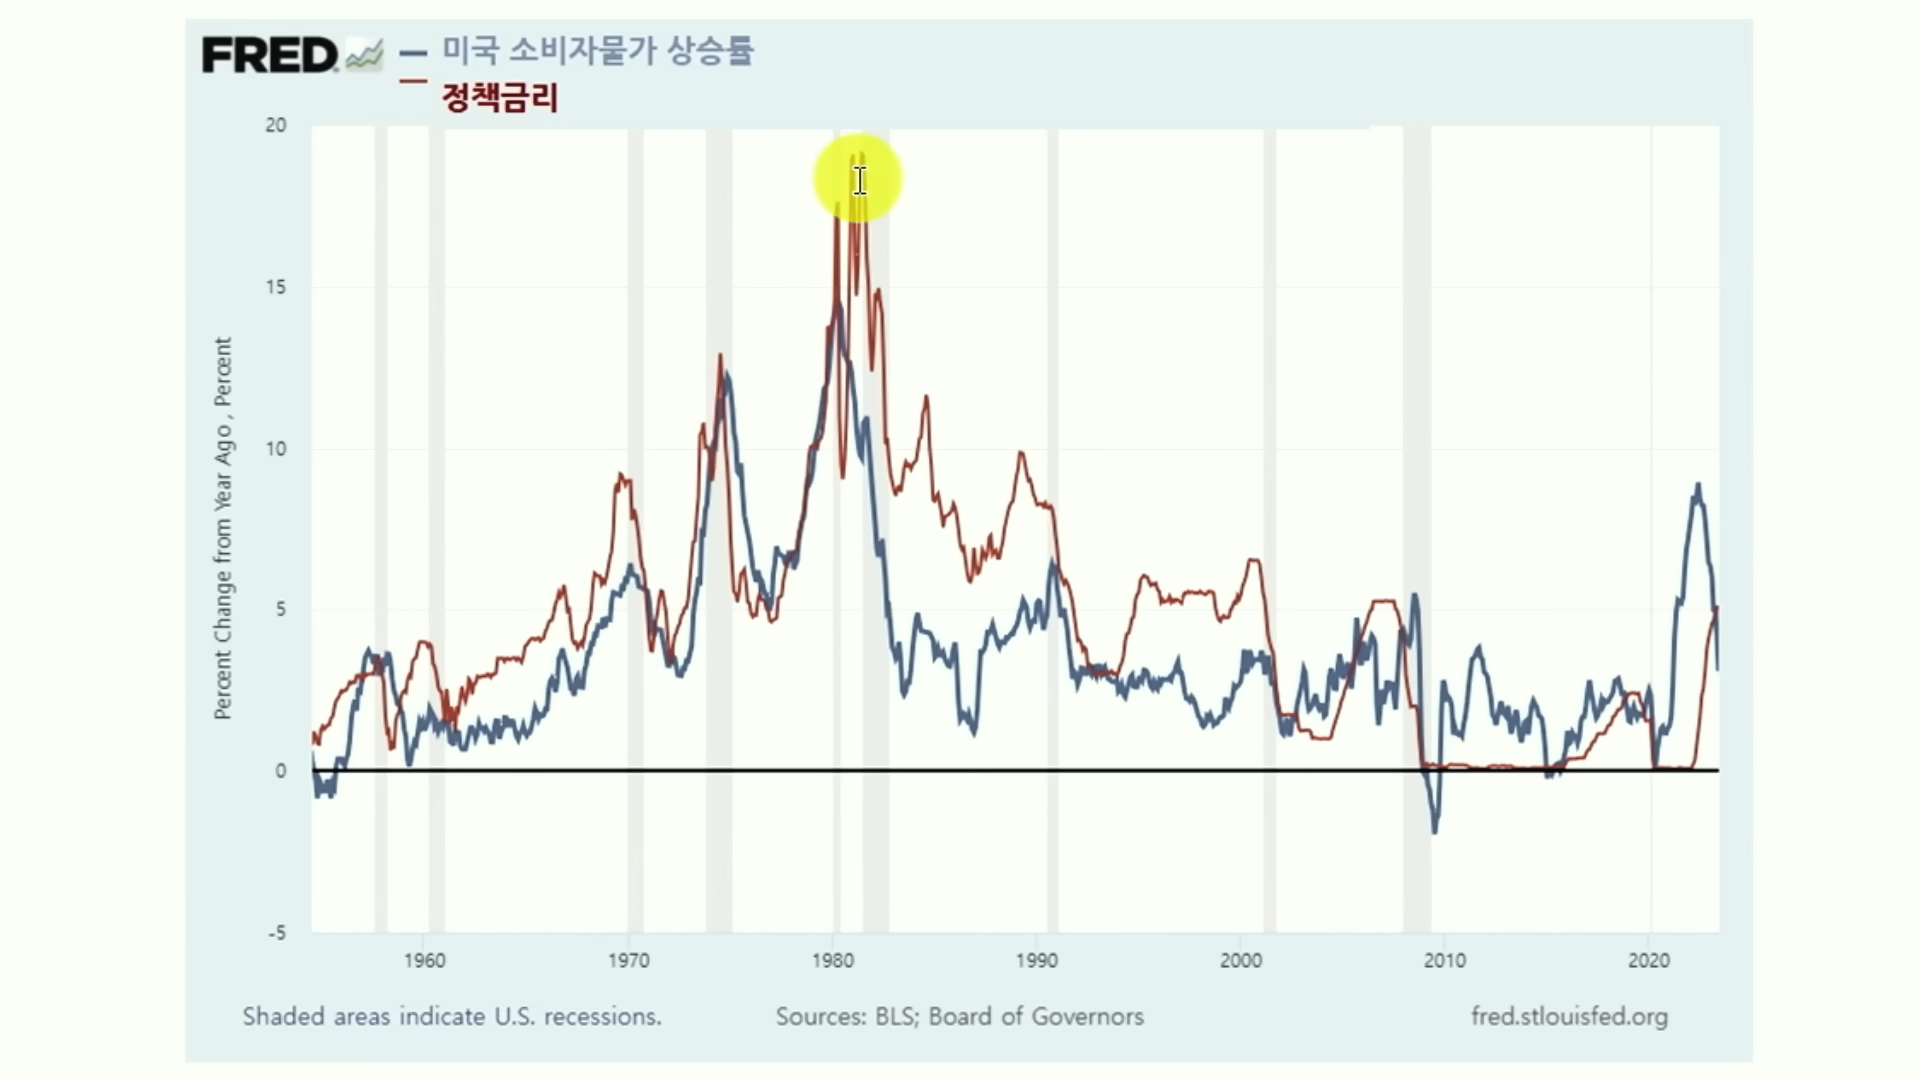 FRED
미국 소비자물가 상승률
정책금리
20
15
10
5
0
-5
Percent Change from Year Ago , Percent
1960 1970 1980 1990 2000 2010 2020
Shaded areas indicate U.S. recessions. Sources: BLS; Board of Governors fred.stlouisfed.org